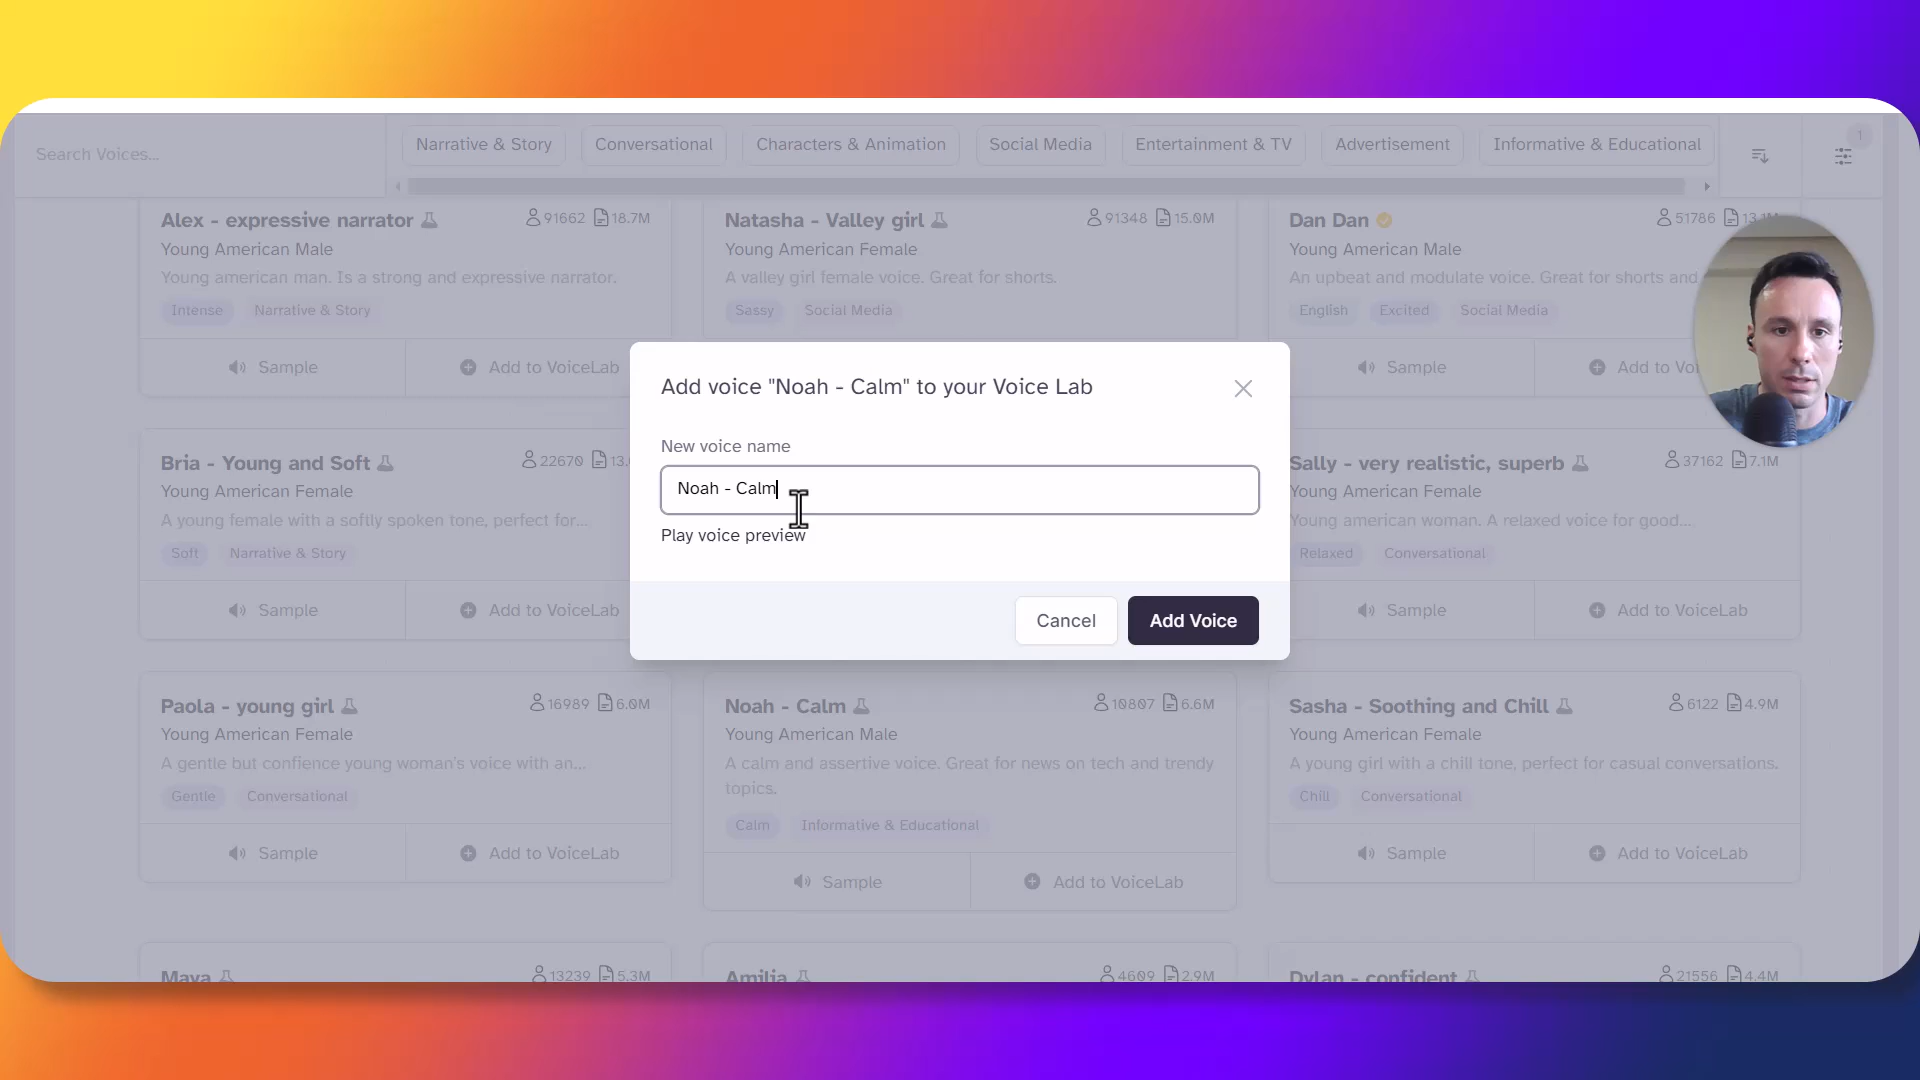 Search Voices...
Narrative & Story
Conversational
Characters & Animation
Social Media
Entertainment & TV
Advertisement
Informative & Educational
1
Alex - expressive narrator
91662
18.7M
Young American Male
Young american man. Is a strong and expressive narrator.
Intense
Narrative & Story
Sample
Add to VoiceLab
Natasha - Valley girl
91348
15.0M
Young American Female
A valley girl female voice. Great for shorts.
Sassy
Social Media
Dan Dan
51786
Young American Male
An upbeat and modulate voice. Great for shorts and
English
Excited
Social Media
Sample
Add to
Add voice "Noah - Calm" to your Voice Lab
New voice name
Noah - Calm
Play voice preview
Cancel
Add Voice
Bria - Young and Soft
22670
Young American Female
A young female with a softly spoken tone, perfect for...
Soft
Narrative & Story
Sample
Add to VoiceLab
Sally - very realistic, superb
37162
7.1M
Young American Female
Young american woman. A relaxed voice for good...
Relaxed
Conversational
Sample
Add to VoiceLab
Paola - young girl
16989
6.0M
Young American Female
A gentle but confience young woman's voice with an...
Gentle
Conversational
Sample
Add to VoiceLab
Noah - Calm
10807
6.6M
Young American Male
A calm and assertive voice. Great for news on tech and trendy
topics.
Calm
Informative & Educational
Sample
Add to VoiceLab
Sasha - Soothing and Chill
6122
4.9M
Young American Female
A young girl with a chill tone, perfect for casual conversations.
Chill
Conversational
Sample
Add to VoiceLab
Maya
13239
5.3M
Amilia
4609
2.9M
Dylan - confident
21556
4.4M